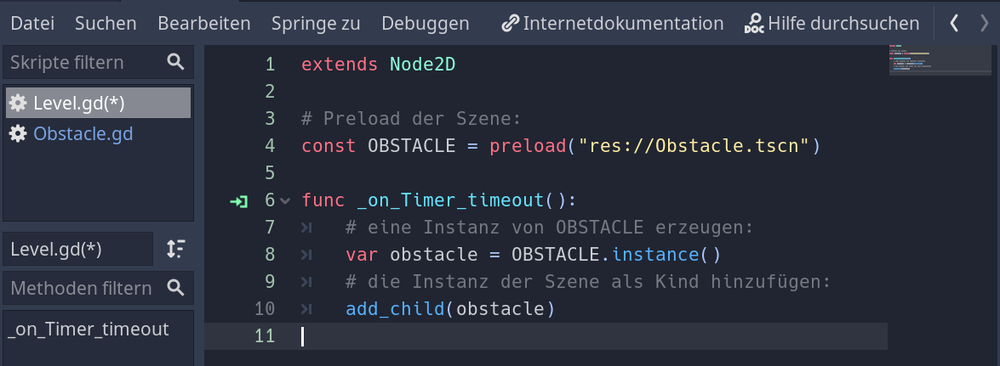 Datei Suchen Bearbeiten Springe zu Debuggen Internetdokumentation DOC Hilfe durchsuchen
Skripte filtern
Level.gd(*)
Obstacle.gd
Level.gd(*)
Methoden filtern
_on_Timer_timeout
1 extends Node2D
2
3 # Preload der Szene:
4 const OBSTACLE = preload("res://Obstacle.tscn")
5
6 func _on_Timer_timeout():
7 # eine Instanz von OBSTACLE erzeugen:
8 var obstacle = OBSTACLE.instance()
9 # die Instanz der Szene als Kind hinzufügen:
10 add_child(obstacle)
11